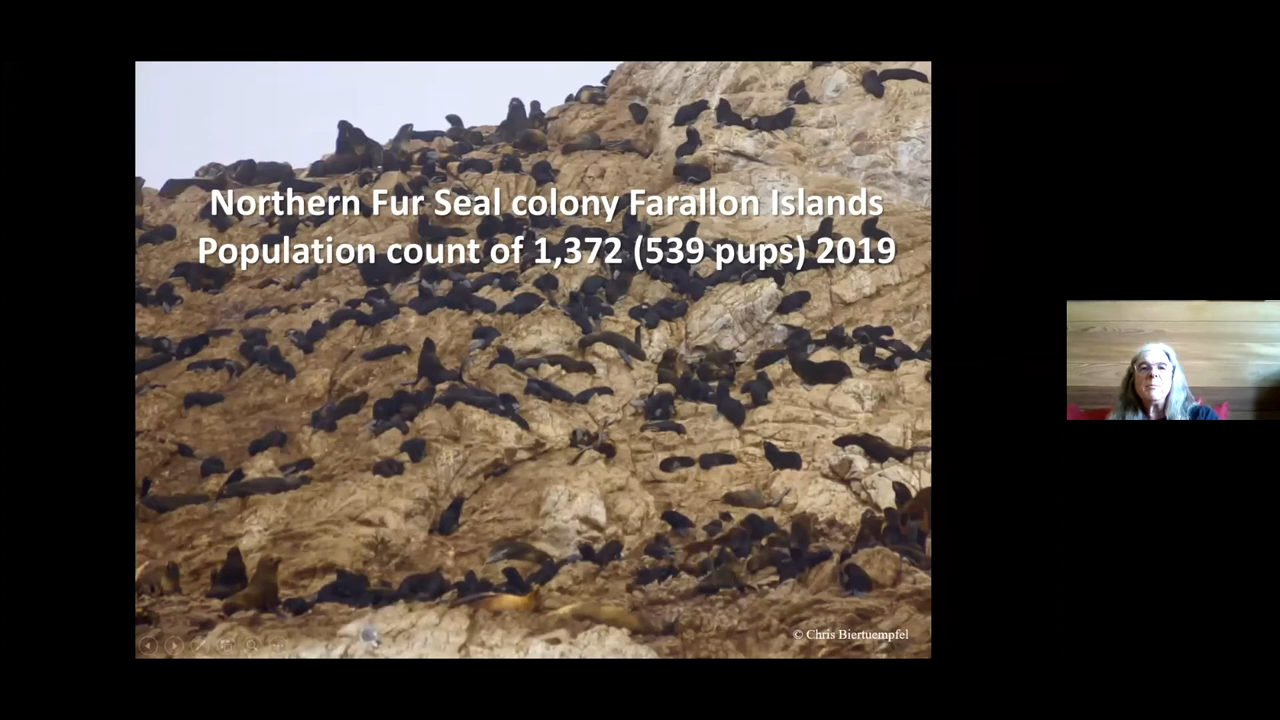 Northern Fur Seal colony Farallon Islands
Population count of 1,372 (539 pups) 2019
© Chris Biertuempfel